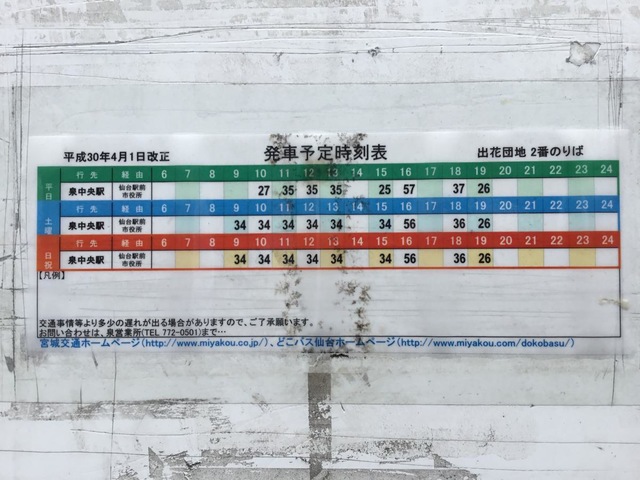 平成30年4月1日改正 発車予定時刻表 出花団地 2番のりば
平日 行先 経由 6 7 8 9 10 11 12 13 14 15 16 17 18 19 20 21 22 23 24
泉中央駅 仙台駅前 市役所 27 35 35 35 25 57 37 26
土曜 行先 経由 6 7 8 9 10 11 12 13 14 15 16 17 18 19 20 21 22 23 24
泉中央駅 仙台駅前 市役所 34 34 34 34 34 34 56 36 26
日祝 行先 経由 6 7 8 9 10 11 12 13 14 15 16 17 18 19 20 21 22 23 24
泉中央駅 仙台駅前 市役所 34 34 34 34 34 34 56 36 26
【凡例】
交通事情等より多少の遅れが出る場合がありますので、ご了承願います。
お問い合わせは、泉営業所(TEL 772-0501)まで…
宮城交通ホームページ(http://www.miyakou.co.jp/)、どこバス仙台ホームページ(http://www.miyakou.com/dokobasu/)